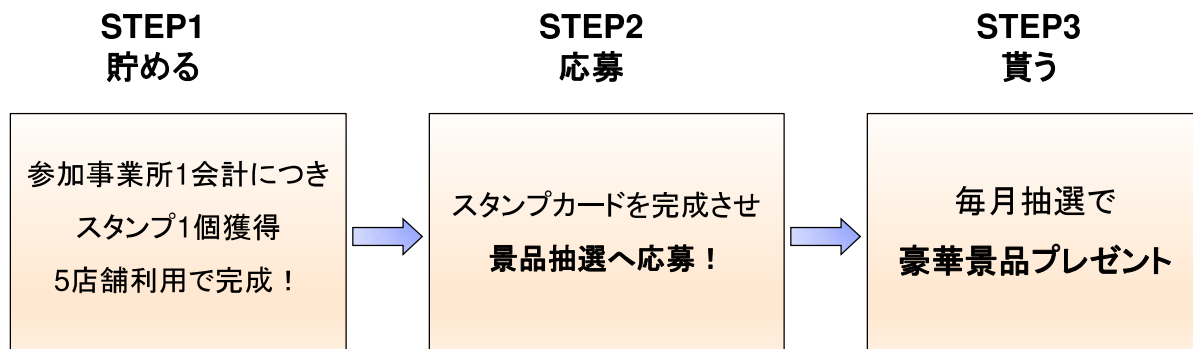 STEP1
貯める
参加事業所1会計につき
スタンプ1個獲得
5店舗利用で完成！
STEP2
応募
スタンプカードを完成させ
景品抽選へ応募！
STEP3
貰う
毎月抽選で
豪華景品プレゼント